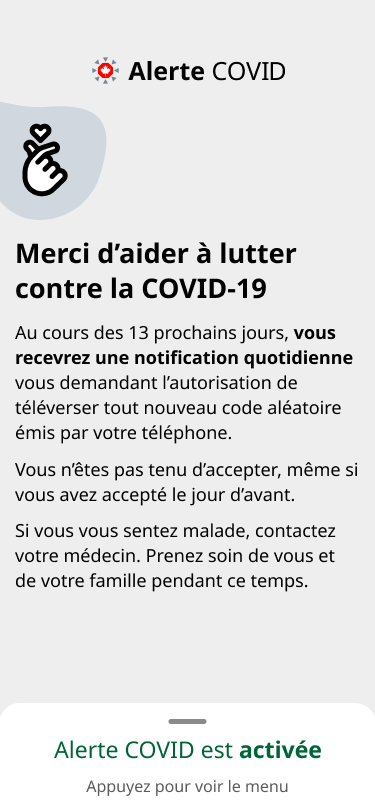 Alerte COVID
Merci d’aider à lutter
contre la COVID-19
Au cours des 13 prochains jours, vous
recevrez une notification quotidienne
vous demandant l’autorisation de
téléverser tout nouveau code aléatoire
émis par votre téléphone.
Vous n’êtes pas tenu d’accepter, même si
vous avez accepté le jour d’avant.
Si vous vous sentez malade, contactez
votre médecin. Prenez soin de vous et
de votre famille pendant ce temps.
Alerte COVID est activée
Appuyez pour voir le menu